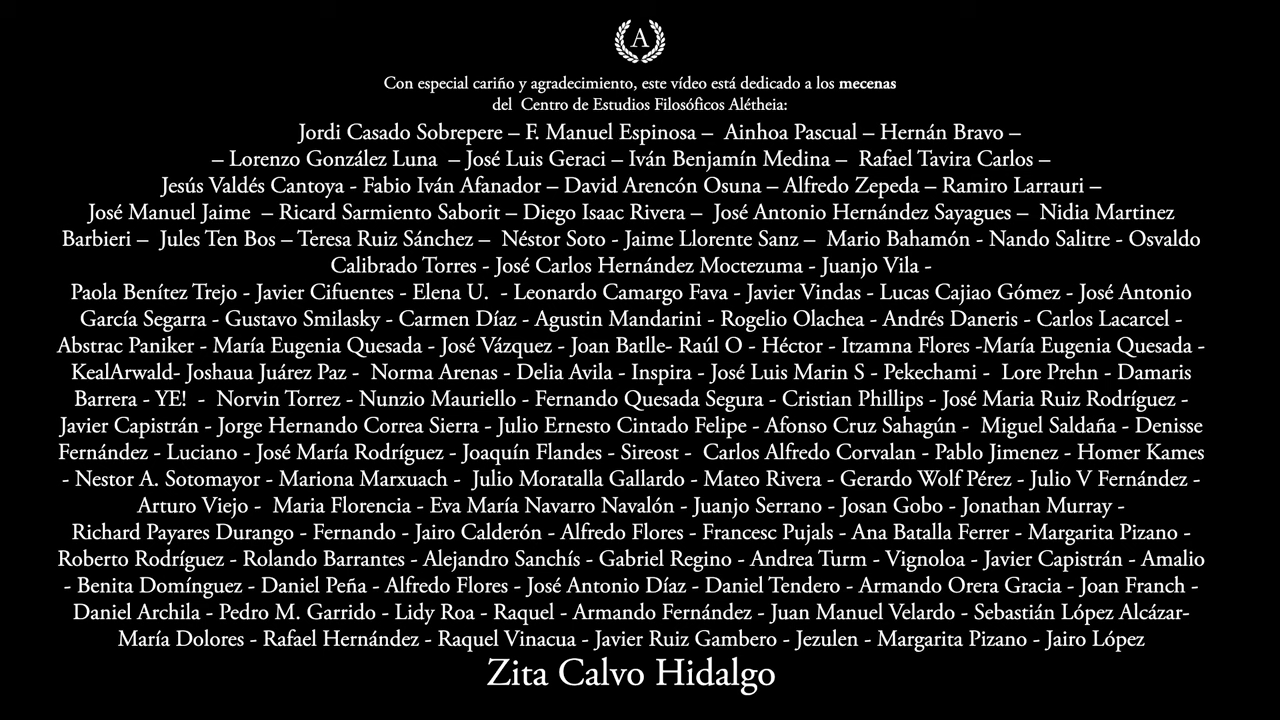 A
Con especial cariño y agradecimiento, este vídeo está dedicado a los mecenas
del Centro de Estudios Filosóficos Alétheia:
Jordi Casado Sobrepere – F. Manuel Espinosa – Ainhoa Pascual – Hernán Bravo –
– Lorenzo González Luna – José Luis Geraci – Iván Benjamín Medina – Rafael Tavira Carlos –
Jesús Valdés Cantoya - Fabio Iván Afanador – David Arencón Osuna – Alfredo Zepeda – Ramiro Larrauri –
José Manuel Jaime – Ricard Sarmiento Saborit – Diego Isaac Rivera – José Antonio Hernández Sayagues – Nidia Martinez
Barbieri – Jules Ten Bos – Teresa Ruiz Sánchez – Néstor Soto - Jaime Llorente Sanz – Mario Bahamón - Nando Salitre - Osvaldo
Calibrado Torres - José Carlos Hernández Moctezuma - Juanjo Vila -
Paola Benítez Trejo - Javier Cifuentes - Elena U. - Leonardo Camargo Fava - Javier Vindas - Lucas Cajiao Gómez - José Antonio
García Segarra - Gustavo Smilasky - Carmen Díaz - Agustin Mandarini - Rogelio Olachea - Andrés Daneris - Carlos Lacarcel -
Abstrac Paniker - María Eugenia Quesada - José Vázquez - Joan Batlle- Raúl O - Héctor - Itzamna Flores -María Eugenia Quesada -
KealArwald- Joshaua Juárez Paz - Norma Arenas - Delia Avila - Inspira - José Luis Marin S - Pekechami - Lore Prehn - Damaris
Barrera - YE! - Norvin Torrez - Nunzio Mauriello - Fernando Quesada Segura - Cristian Phillips - José Maria Ruiz Rodríguez -
Javier Capistrán - Jorge Hernando Correa Sierra - Julio Ernesto Cintado Felipe - Afonso Cruz Sahagún - Miguel Saldaña - Denisse
Fernández - Luciano - José María Rodríguez - Joaquín Flandes - Sireost - Carlos Alfredo Corvalan - Pablo Jimenez - Homer Kames
- Nestor A. Sotomayor - Mariona Marxuach - Julio Moratalla Gallardo - Mateo Rivera - Gerardo Wolf Pérez - Julio V Fernández -
Arturo Viejo - Maria Florencia - Eva María Navarro Navalón - Juanjo Serrano - Josan Gobo - Jonathan Murray -
Richard Payares Durango - Fernando - Jairo Calderón - Alfredo Flores - Francesc Pujals - Ana Batalla Ferrer - Margarita Pizano -
Roberto Rodríguez - Rolando Barrantes - Alejandro Sanchís - Gabriel Regino - Andrea Turm - Vignoloa - Javier Capistrán - Amalio
- Benita Domínguez - Daniel Peña - Alfredo Flores - José Antonio Díaz - Daniel Tendero - Armando Orera Gracia - Joan Franch -
Daniel Archila - Pedro M. Garrido - Lidy Roa - Raquel - Armando Fernández - Juan Manuel Velardo - Sebastián López Alcázar-
María Dolores - Rafael Hernández - Raquel Vinacua - Javier Ruiz Gambero - Jezulen - Margarita Pizano - Jairo López
Zita Calvo Hidalgo